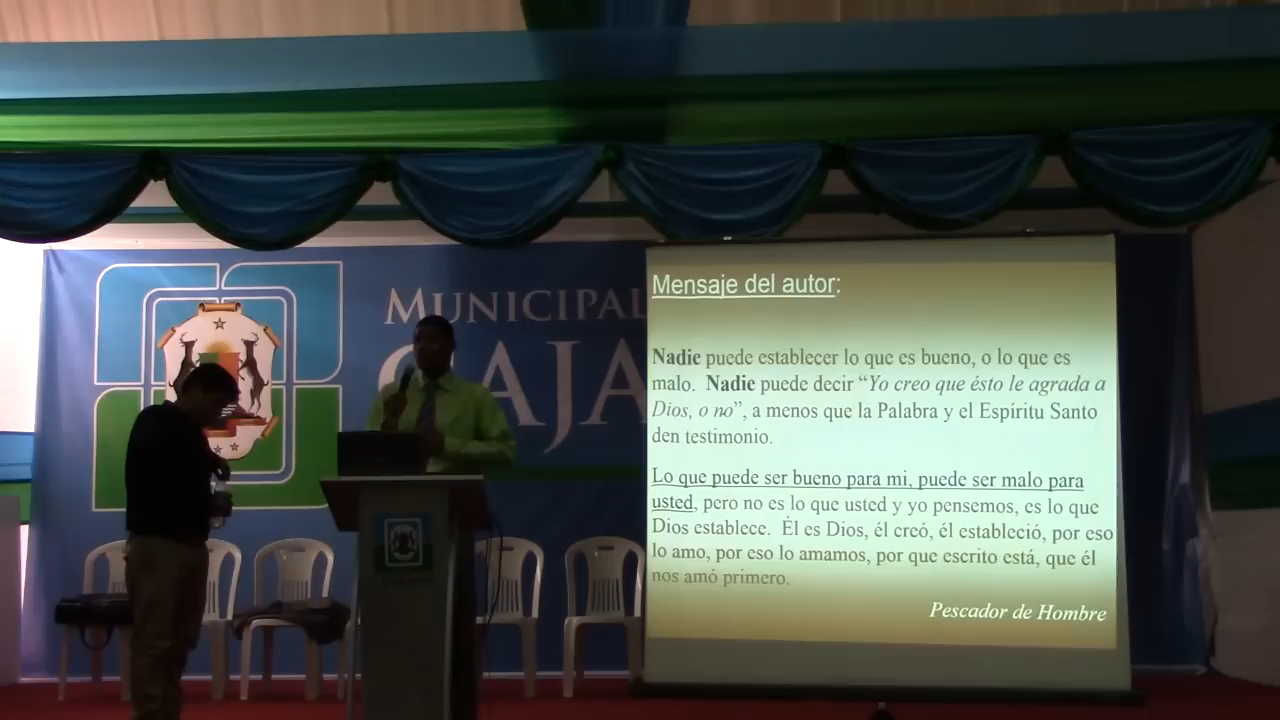 MUNICIPAL
CAJA
Mensaje del autor:
Nadie puede establecer lo que es bueno, o lo que es
malo. Nadie puede decir “Yo creo que ésto le agrada a
Dios, o no”, a menos que la Palabra y el Espíritu Santo
den testimonio.
Lo que puede ser bueno para mi, puede ser malo para
usted, pero no es lo que usted y yo pensemos, es lo que
Dios establece. Él es Dios, él creó, él estableció, por eso
lo amo, por eso lo amamos, por que escrito está, que él
nos amó primero.
Pescador de Hombre